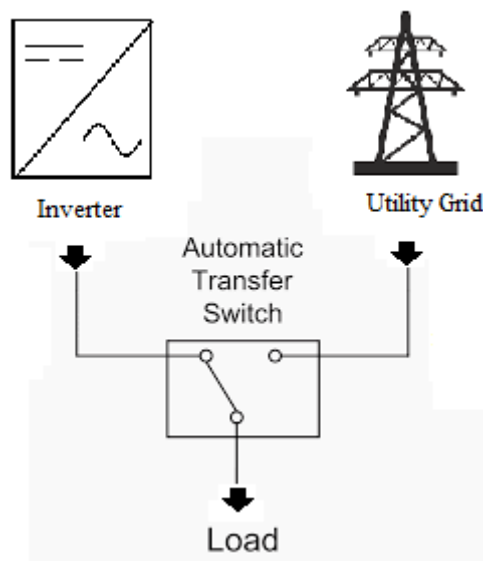 Inverter
Utility Grid
Automatic
Transfer
Switch
Load